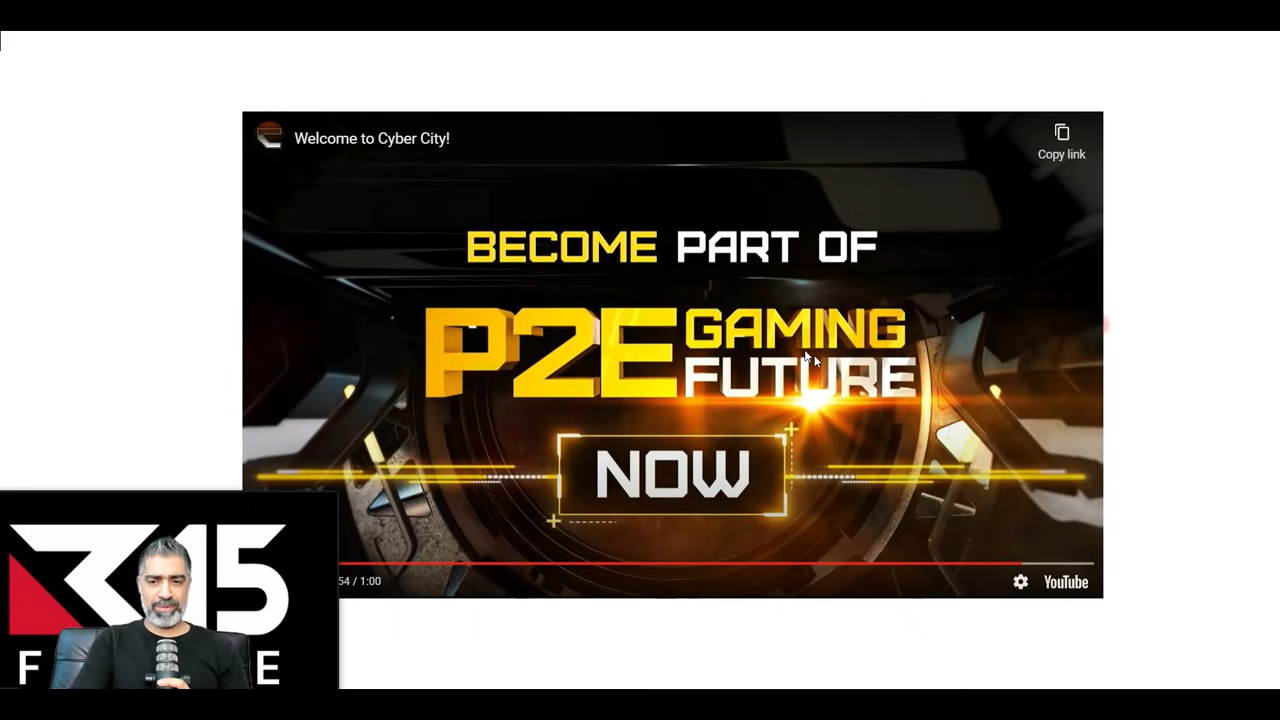 Welcome to Cyber City!
Copy link
BECOME PART OF
P2E GAMING
FUTURE
NOW
54 / 1:00
YouTube
F E